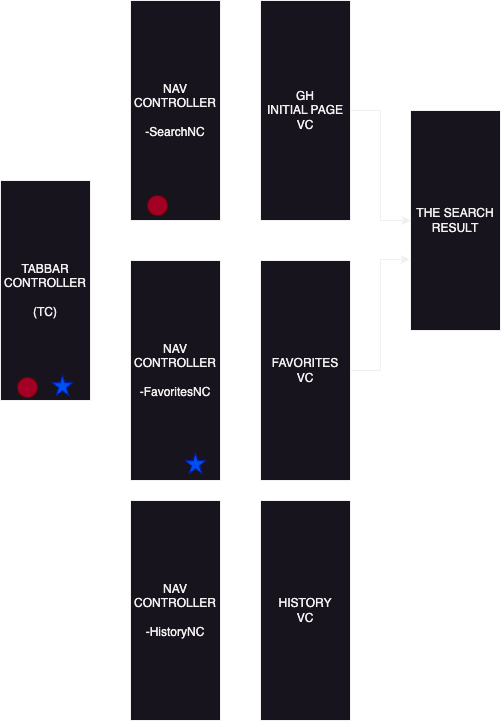 NAV
CONTROLLER
-SearchNC
GH
INITIAL PAGE
VC
THE SEARCH
RESULT
TABBAR
CONTROLLER
(TC)
NAV
CONTROLLER
-FavoritesNC
FAVORITES
VC
NAV
CONTROLLER
-HistoryNC
HISTORY
VC